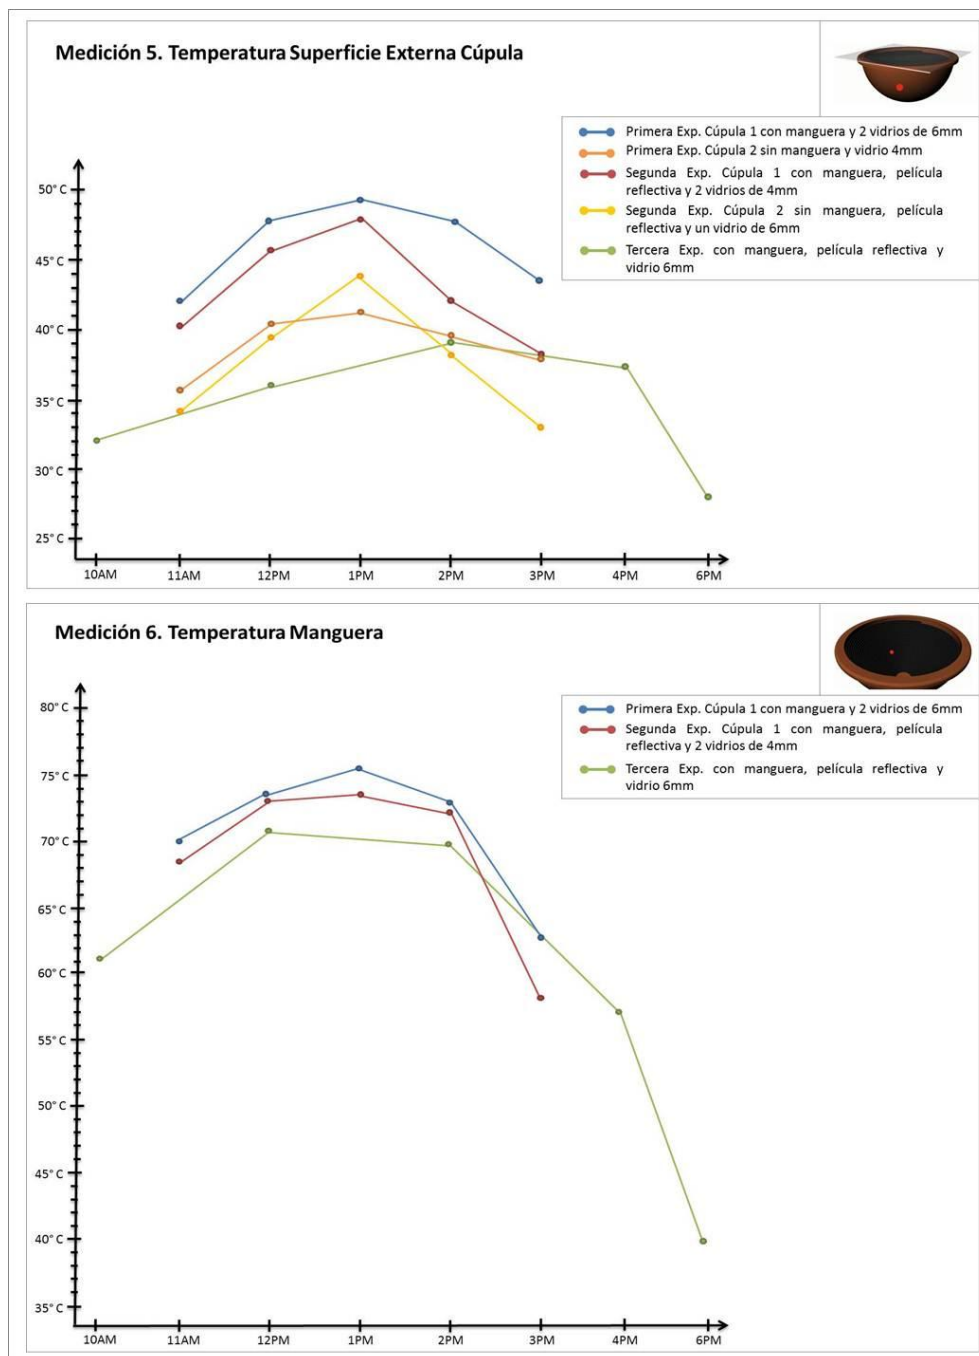 Medición 5. Temperatura Superficie Externa Cúpula
Primera Exp. Cúpula 1 con manguera y 2 vidrios de 6mm
Primera Exp. Cúpula 2 sin manguera y vidrio 4mm
Segunda Exp. Cúpula 1 con manguera, película
reflectiva y 2 vidrios de 4mm
Segunda Exp. Cúpula 2 sin manguera, película
reflectiva y un vidrio de 6mm
Tercera Exp. con manguera, película reflectiva y
vidrio 6mm
50° C
45° C
40° C
35° C
30° C
25° C
10AM 11AM 12PM 1PM 2PM 3PM 4PM 6PM
Medición 6. Temperatura Manguera
Primera Exp. Cúpula 1 con manguera y 2 vidrios de 6mm
Segunda Exp. Cúpula 1 con manguera, película
reflectiva y 2 vidrios de 4mm
Tercera Exp. con manguera, película reflectiva y
vidrio 6mm
80° C
75° C
70° C
65° C
60° C
55° C
50° C
45° C
40° C
35° C
10AM 11AM 12PM 1PM 2PM 3PM 4PM 6PM